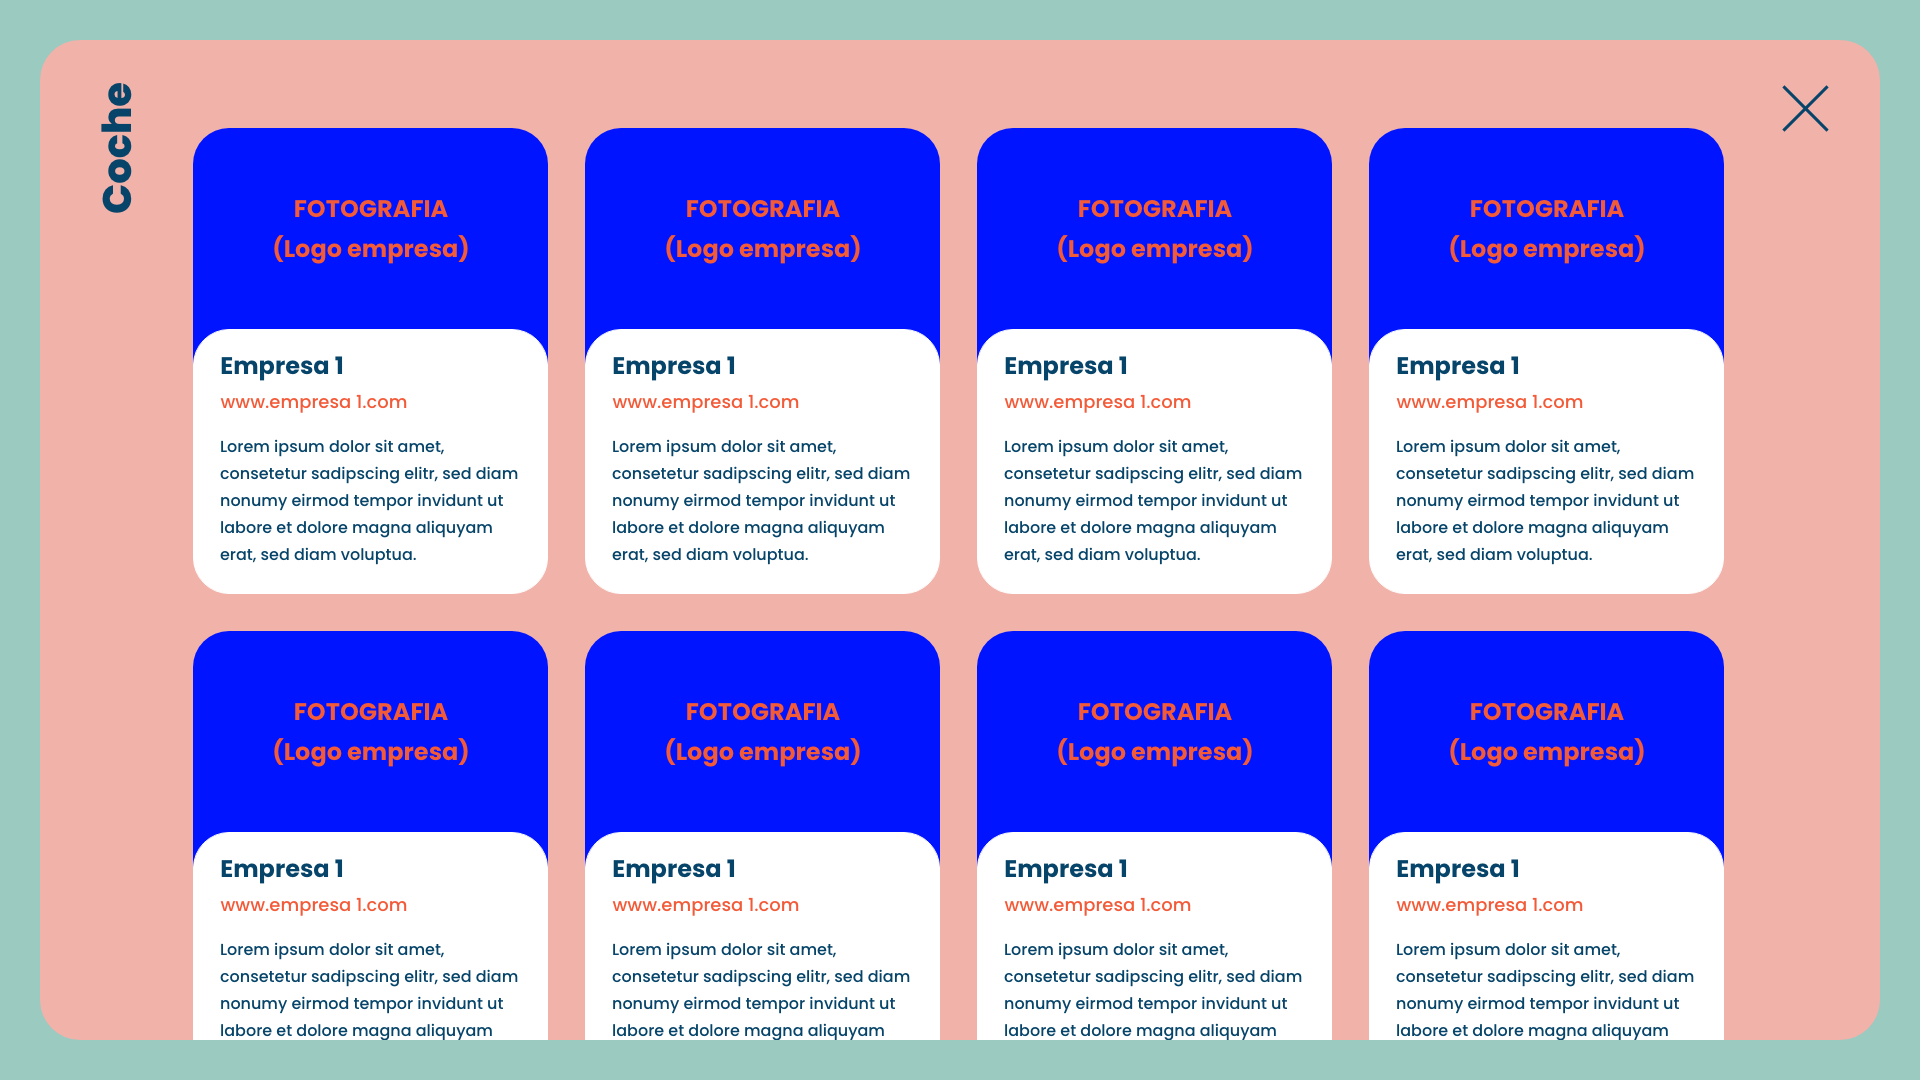 Coche
FOTOGRAFIA
(Logo empresa)
Empresa 1
www.empresa 1.com
Lorem ipsum dolor sit amet,
consetetur sadipscing elitr, sed diam
nonumy eirmod tempor invidunt ut
labore et dolore magna aliquyam
erat, sed diam voluptua.
FOTOGRAFIA
(Logo empresa)
Empresa 1
www.empresa 1.com
Lorem ipsum dolor sit amet,
consetetur sadipscing elitr, sed diam
nonumy eirmod tempor invidunt ut
labore et dolore magna aliquyam
erat, sed diam voluptua.
FOTOGRAFIA
(Logo empresa)
Empresa 1
www.empresa 1.com
Lorem ipsum dolor sit amet,
consetetur sadipscing elitr, sed diam
nonumy eirmod tempor invidunt ut
labore et dolore magna aliquyam
erat, sed diam voluptua.
FOTOGRAFIA
(Logo empresa)
Empresa 1
www.empresa 1.com
Lorem ipsum dolor sit amet,
consetetur sadipscing elitr, sed diam
nonumy eirmod tempor invidunt ut
labore et dolore magna aliquyam
erat, sed diam voluptua.
FOTOGRAFIA
(Logo empresa)
Empresa 1
www.empresa 1.com
Lorem ipsum dolor sit amet,
consetetur sadipscing elitr, sed diam
nonumy eirmod tempor invidunt ut
labore et dolore magna aliquyam
FOTOGRAFIA
(Logo empresa)
Empresa 1
www.empresa 1.com
Lorem ipsum dolor sit amet,
consetetur sadipscing elitr, sed diam
nonumy eirmod tempor invidunt ut
labore et dolore magna aliquyam
FOTOGRAFIA
(Logo empresa)
Empresa 1
www.empresa 1.com
Lorem ipsum dolor sit amet,
consetetur sadipscing elitr, sed diam
nonumy eirmod tempor invidunt ut
labore et dolore magna aliquyam
FOTOGRAFIA
(Logo empresa)
Empresa 1
www.empresa 1.com
Lorem ipsum dolor sit amet,
consetetur sadipscing elitr, sed diam
nonumy eirmod tempor invidunt ut
labore et dolore magna aliquyam